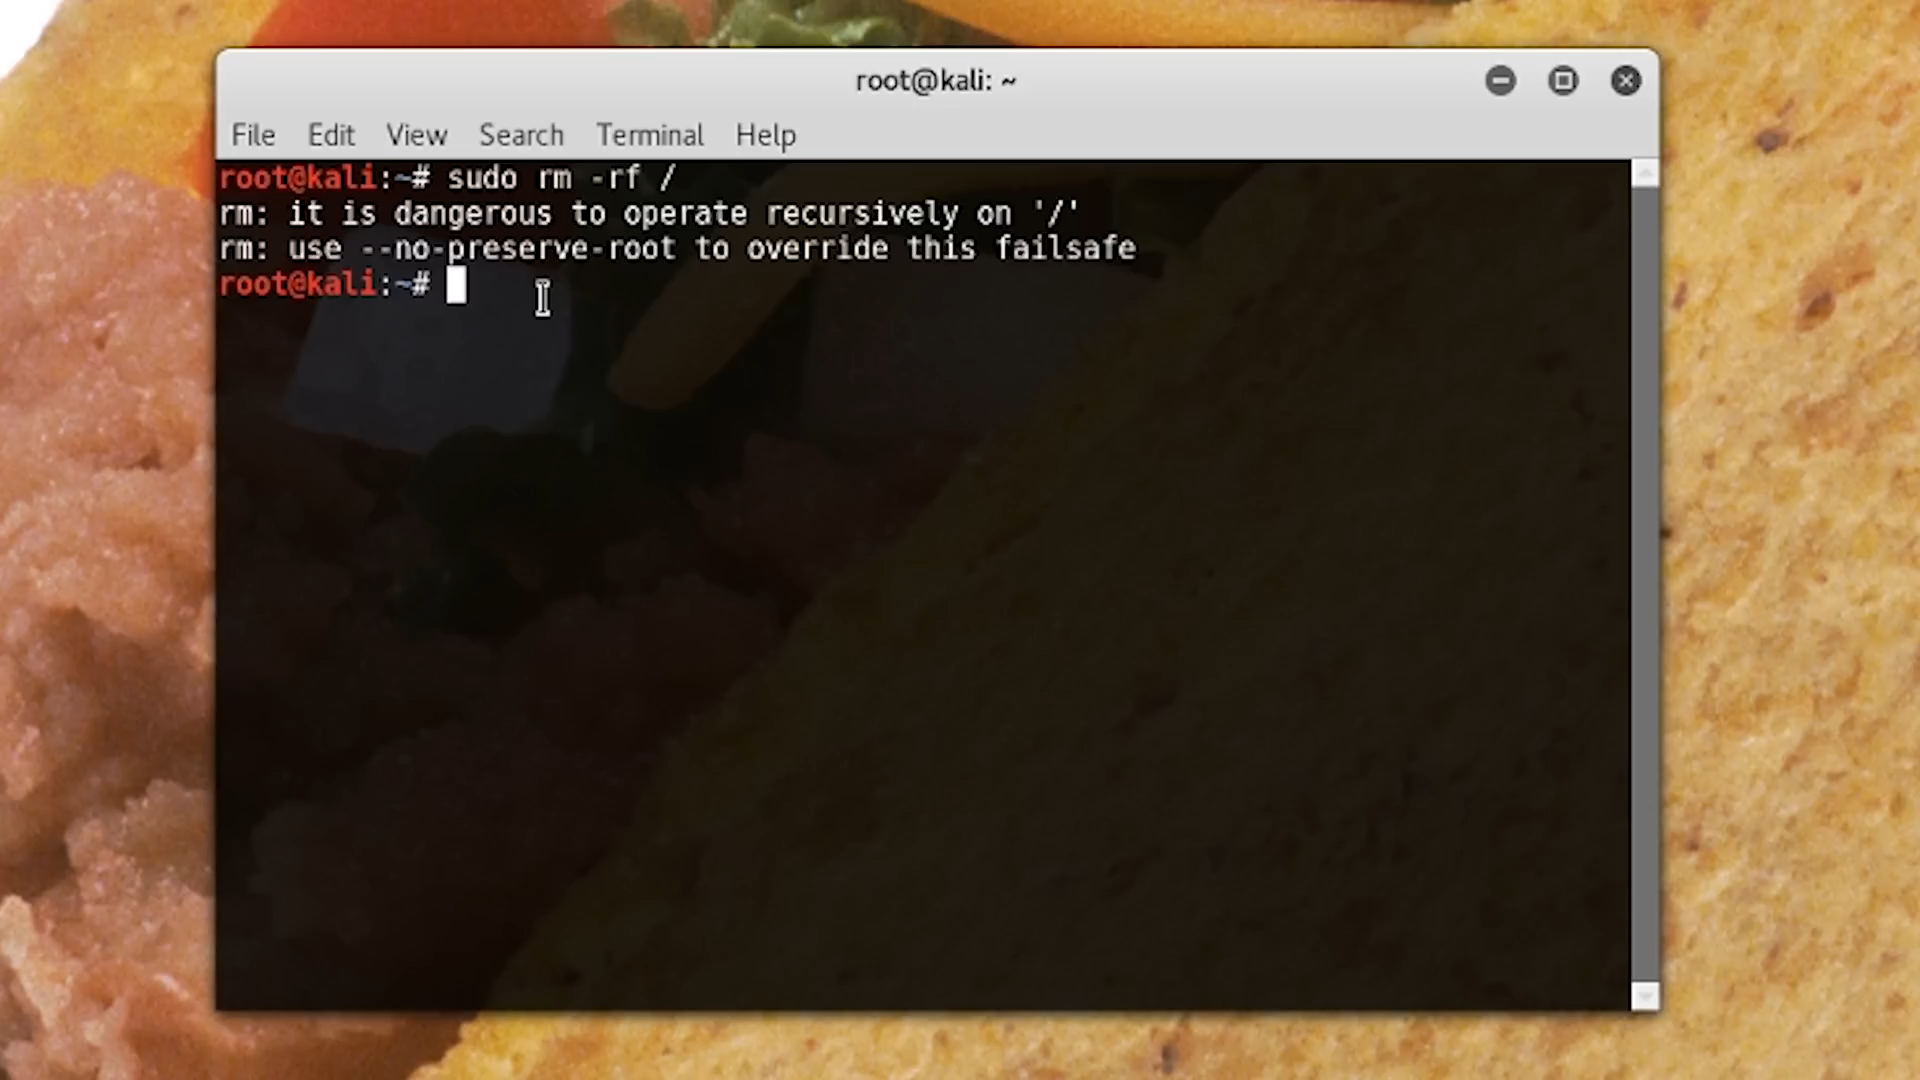 root@kali: ~
File Edit View Search Terminal Help
root@kali:~# sudo rm -rf /
rm: it is dangerous to operate recursively on '/'
rm: use --no-preserve-root to override this failsafe
root@kali:~#